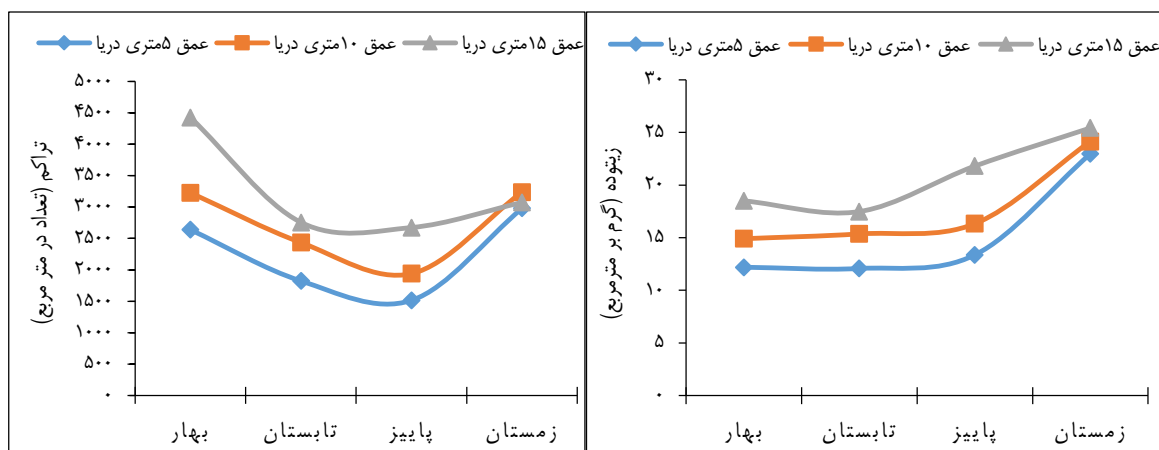 عمق ۵متری دریا
عمق ۱۰متری دریا
عمق ۱۵متری دریا
تراکم (تعداد در متر مربع)
۵۰۰۰
۴۵۰۰
۴۰۰۰
۳۵۰۰
۳۰۰۰
۲۵۰۰
۲۰۰۰
۱۵۰۰
۱۰۰۰
۵۰۰
۰
بهار تابستان پاییز زمستان
عمق ۵متری دریا
عمق ۱۰متری دریا
عمق ۱۵متری دریا
زیتوده (گرم بر مترمربع)
۳۰
۲۵
۲۰
۱۵
۱۰
۵
۰
بهار تابستان پاییز زمستان